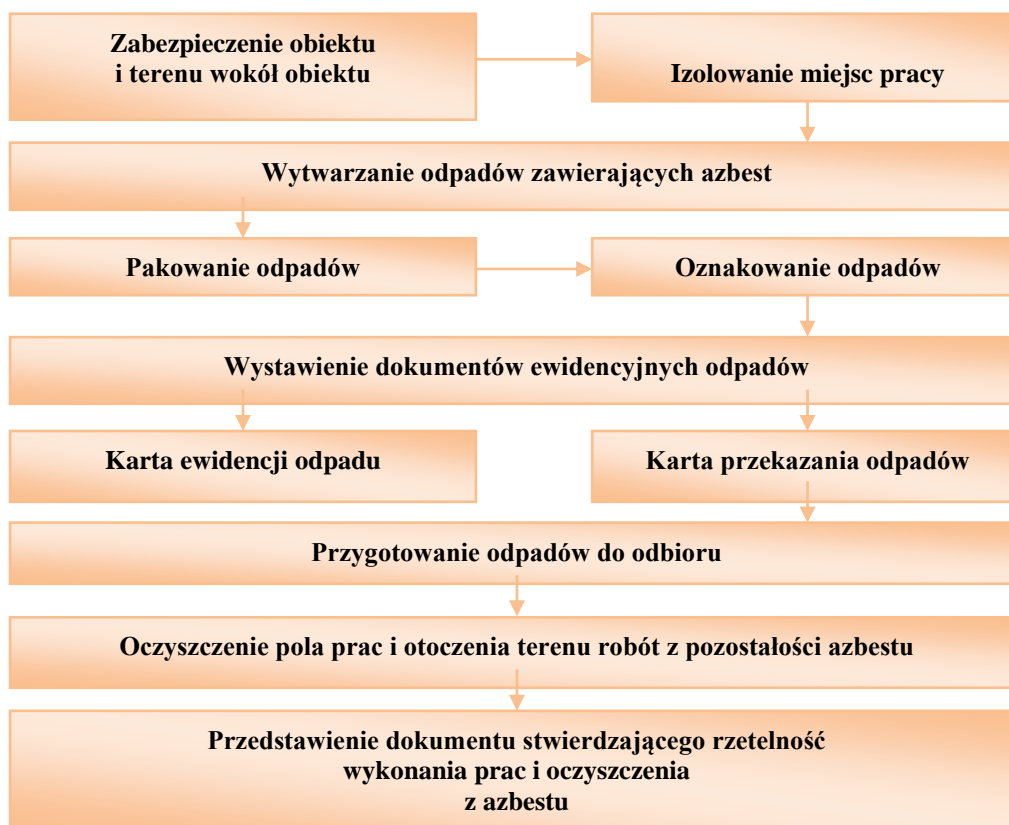 Zabezpieczenie obiektu
i terenu wokół obiektu
Izolowanie miejsc pracy
Wytwarzanie odpadów zawierających azbest
Pakowanie odpadów
Oznakowanie odpadów
Wystawienie dokumentów ewidencyjnych odpadów
Karta ewidencji odpadu
Karta przekazania odpadów
Przygotowanie odpadów do odbioru
Oczyszczenie pola prac i otoczenia terenu robót z pozostałości azbestu
Przedstawienie dokumentu stwierdzającego rzetelność
wykonania prac i oczyszczenia
z azbestu